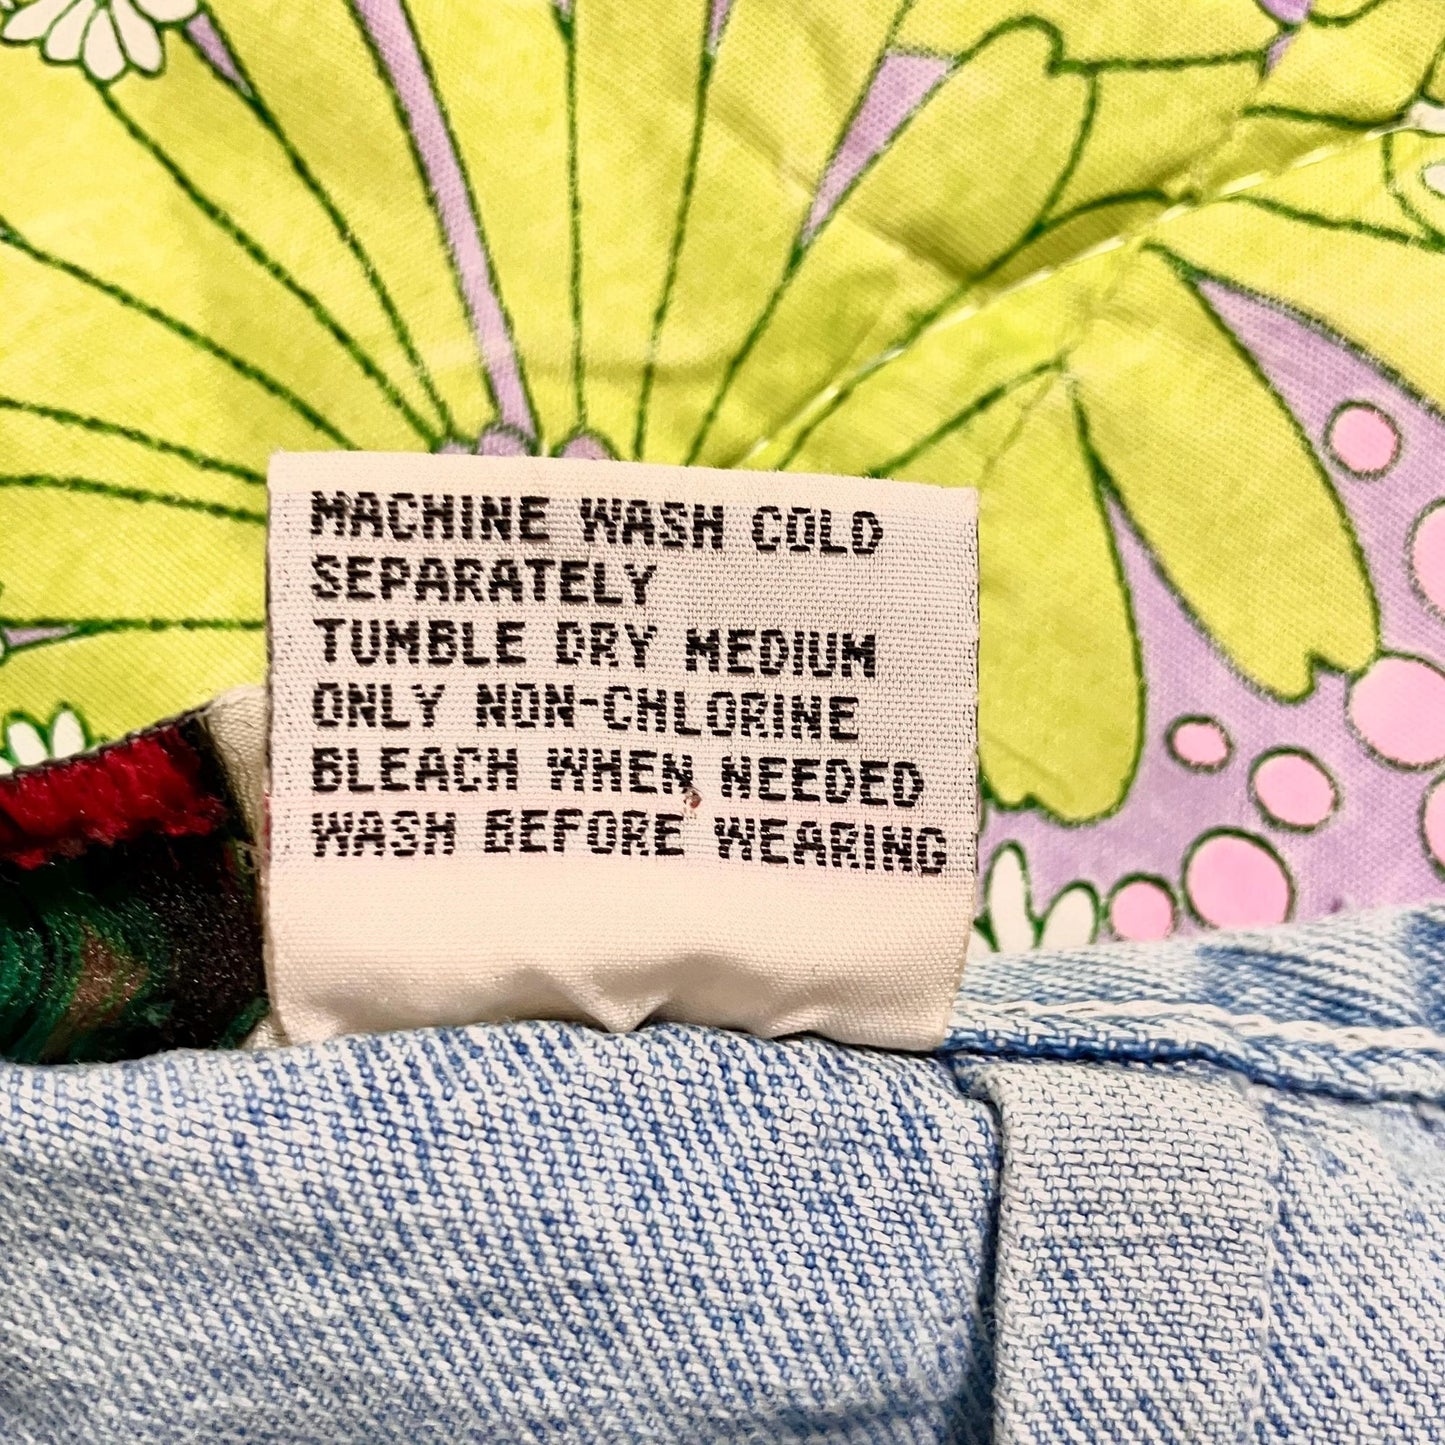 MACHINE WASH COLD
SEPARATELY
TUMBLE DRY MEDIUM
ONLY NON-CHLORINE
BLEACH WHEN NEEDED
WASH BEFORE WEARING